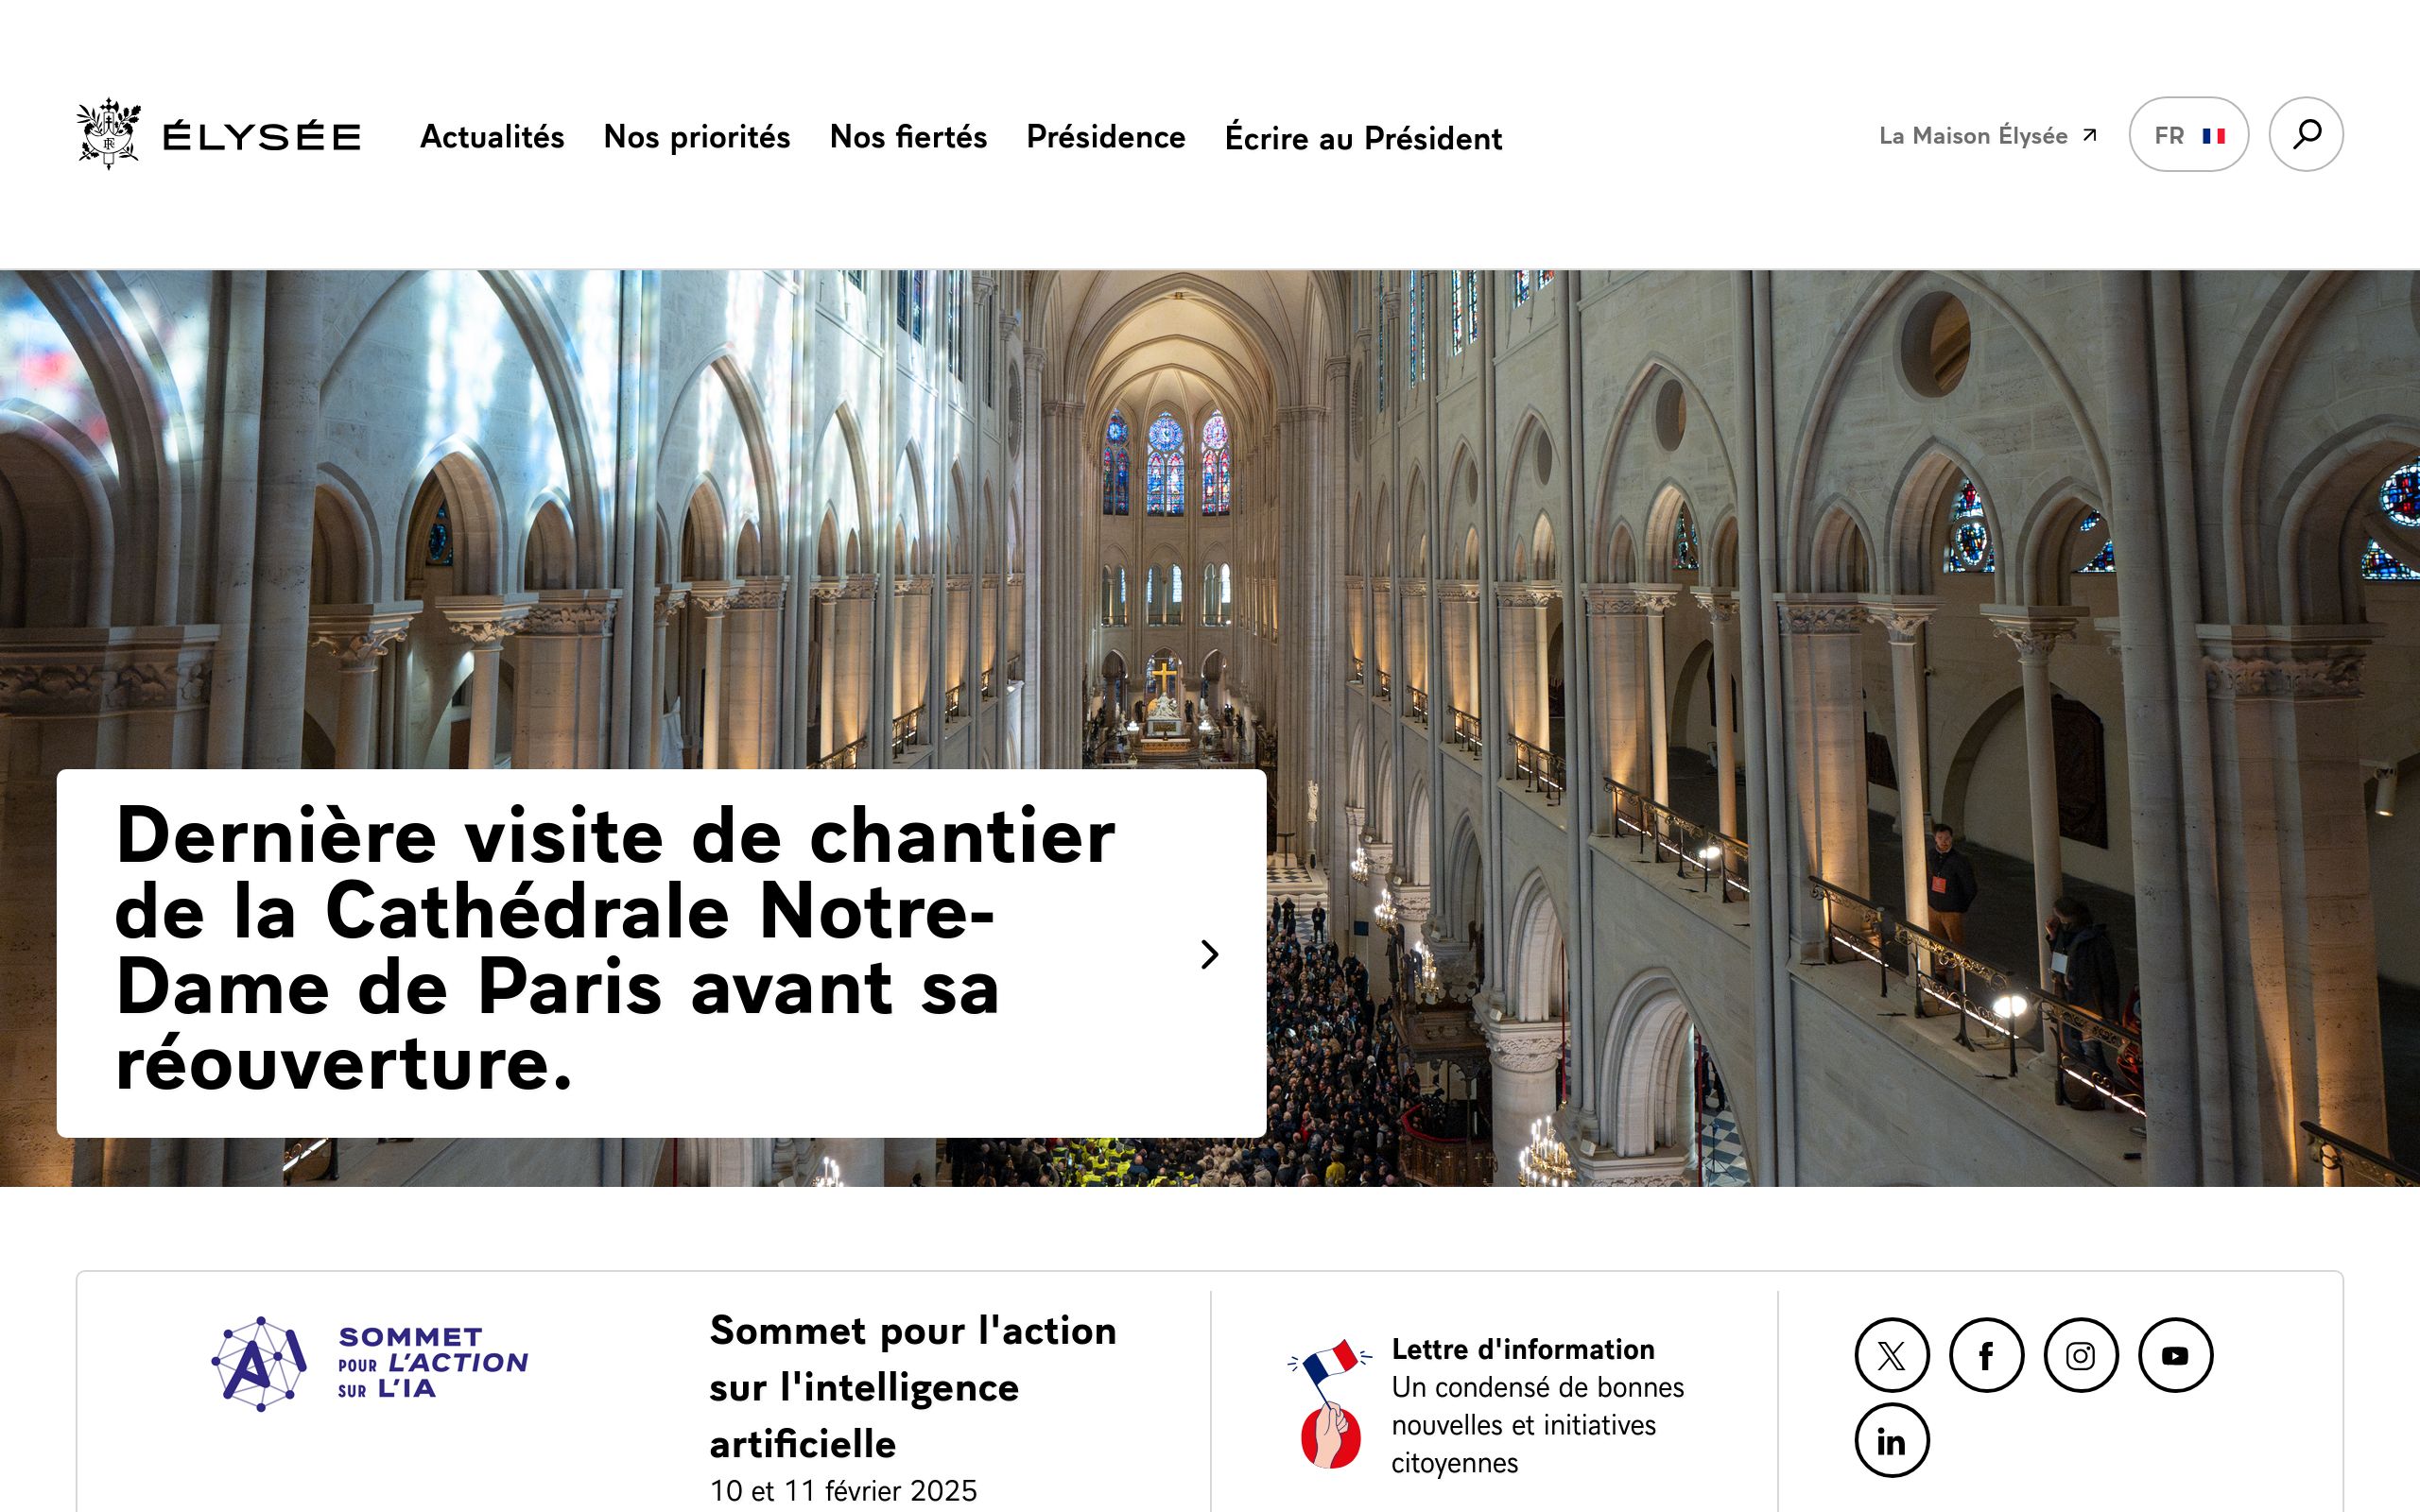 ÉLYSÉE
Actualités
Nos priorités
Nos fiertés
Présidence
Écrire au Président
La Maison Élysée
FR
Dernière visite de chantier
de la Cathédrale Notre-
Dame de Paris avant sa
réouverture.
SOMMET
POUR L'ACTION
SUR L'IA
Sommet pour l'action
sur l'intelligence
artificielle
10 et 11 février 2025
Lettre d'information
Un condensé de bonnes
nouvelles et initiatives
citoyennes